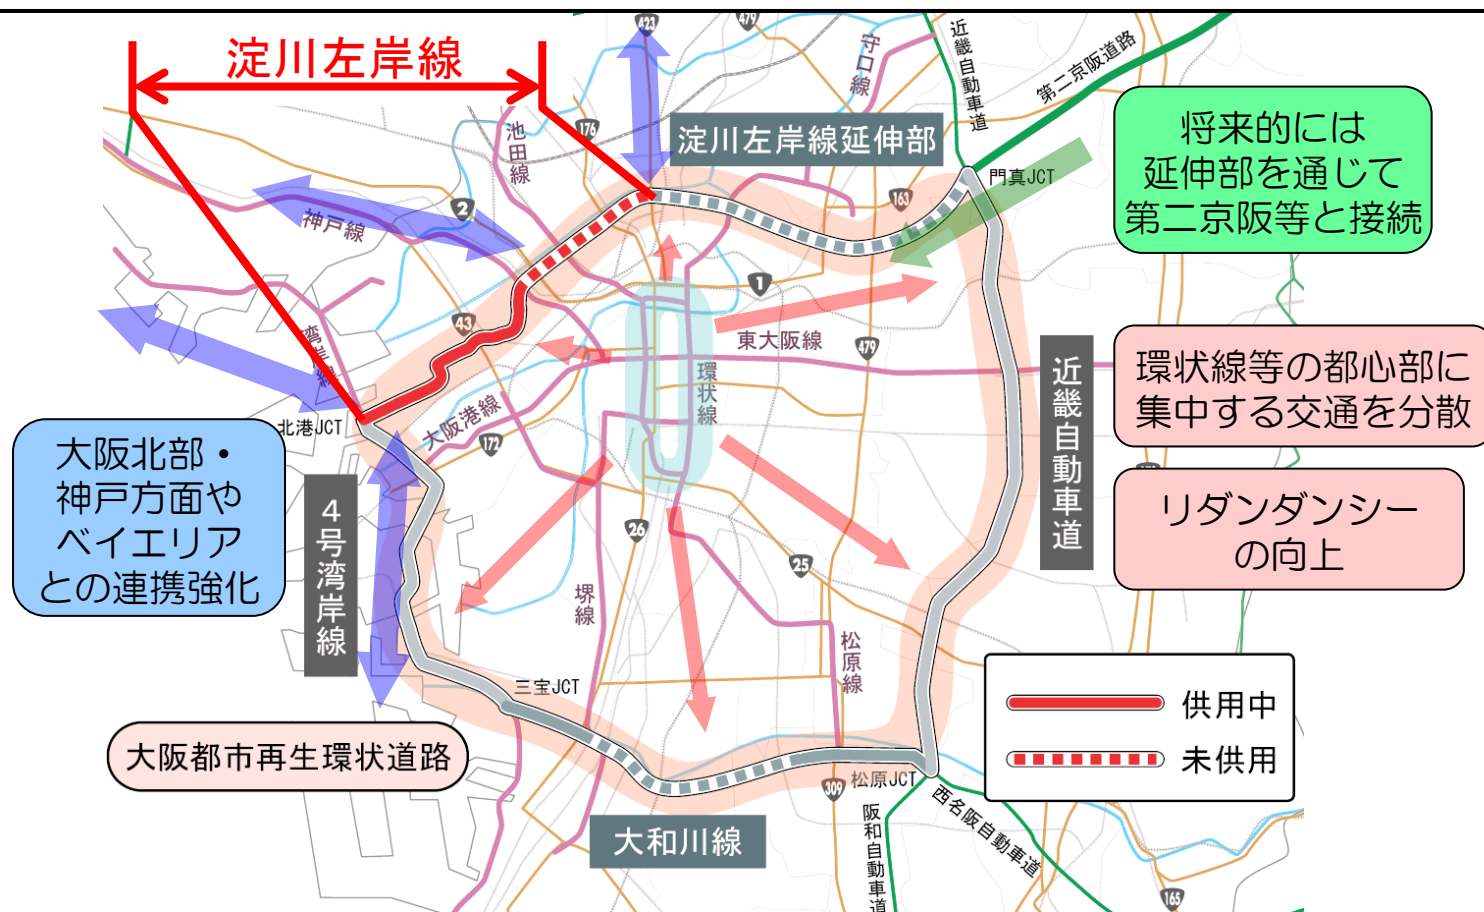 淀川左岸線
423
479
近畿自動車道
守口線
第二京阪道路
176
池田線
淀川左岸線延伸部
将来的には
延伸部を通じて
第二京阪等と接続
門真JCT
163
2
神戸線
1
43
湾岸線
東大阪線
479
環状線
環状線等の都心部に
集中する交通を分散
近畿自動車道
北港JCT
大阪港線
172
大阪北部・
神戸方面や
ベイエリア
との連携強化
4号湾岸線
リダンダンシー
の向上
26
25
堺線
松原線
三宝JCT
供用中
未供用
大阪都市再生環状道路
309
松原JCT
西名阪自動車道
阪和自動車道
大和川線
165